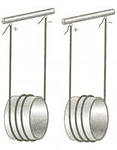 + − + −